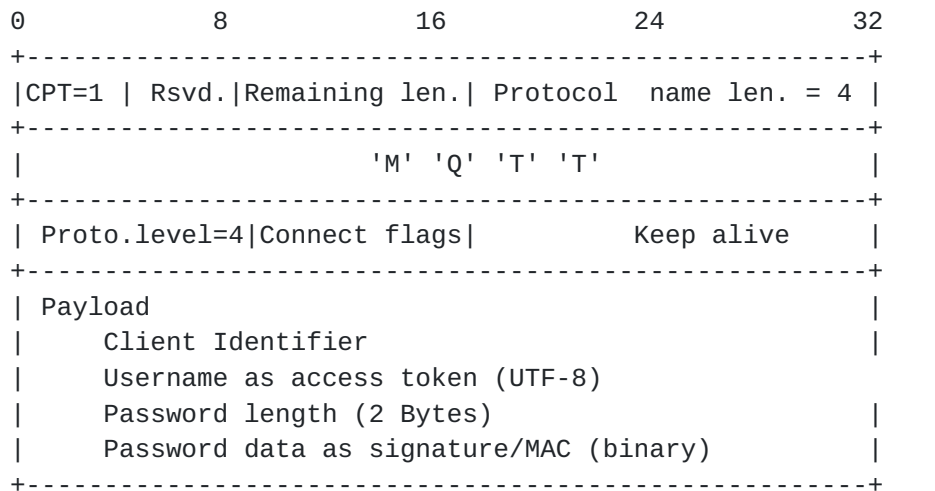 0            8            16            24           32
+------------------------------------------------------+
|CPT=1 | Rsvd.|Remaining len.| Protocol  name len. = 4 |
+------------------------------------------------------+
|                      'M' 'Q' 'T' 'T'                 |
+------------------------------------------------------+
| Proto.level=4|Connect flags|          Keep alive     |
+------------------------------------------------------+
| Payload                                              |
|     Client Identifier                                |
|     Username as access token (UTF-8)
|     Password length (2 Bytes)                        |
|     Password data as signature/MAC (binary)          |
+------------------------------------------------------+